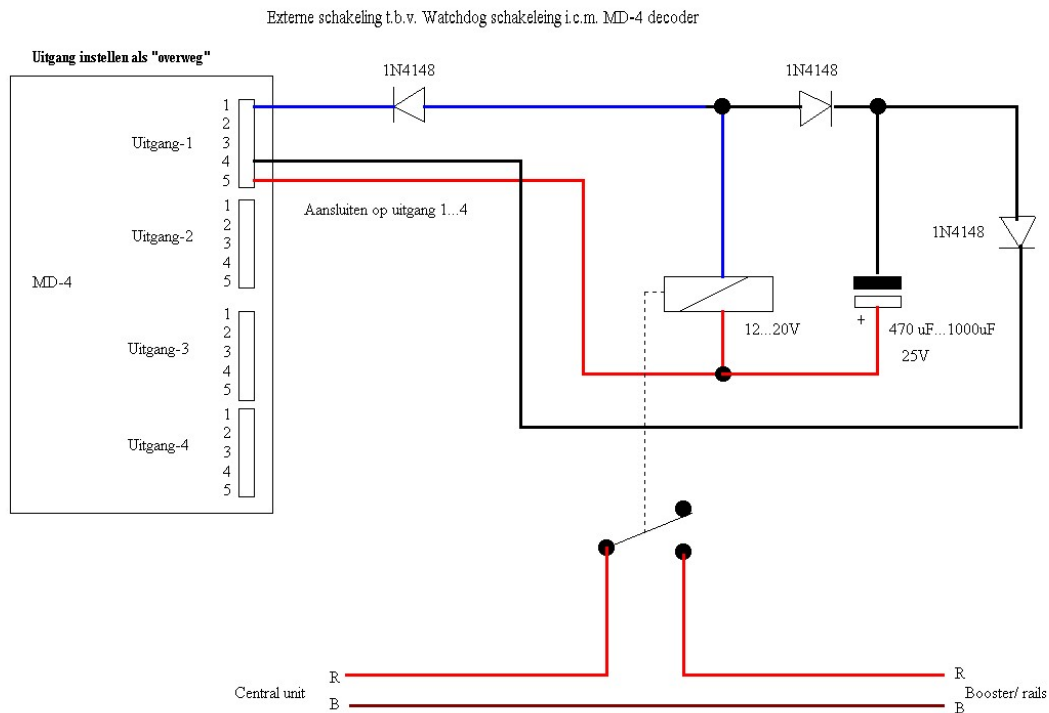 Externe schakeling t.b.v. Watchdog schakeleing i.c.m. MD-4 decoder
Uitgang instellen als "overweg"
1N4148
1N4148
1
2
3
4
5
Uitgang-1
Aansluiten op uitgang 1...4
1
2
3
4
5
Uitgang-2
1N4148
MD-4
1
2
3
4
5
Uitgang-3
12...20V
+
470 uF...1000uF
25V
1
2
3
4
5
Uitgang-4
R
R
Central unit
Booster/ rails
B
B